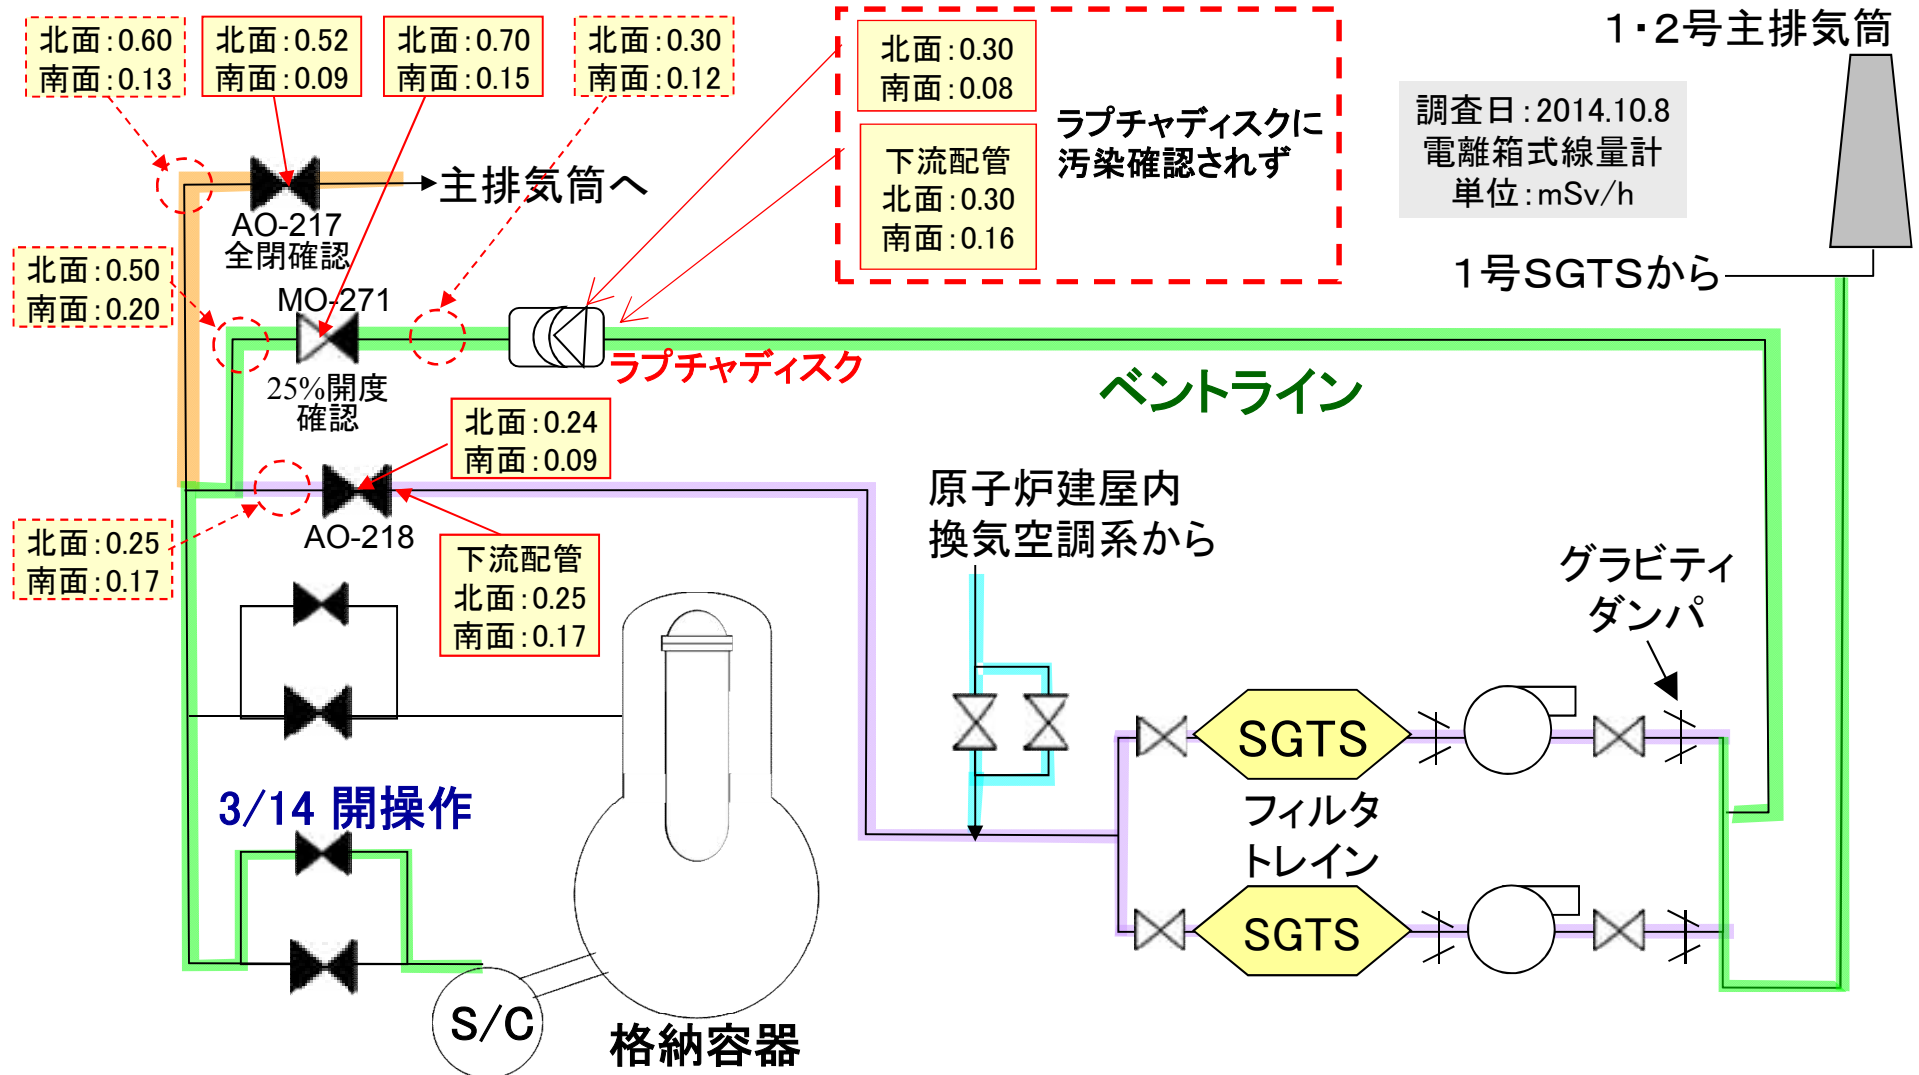 北面:0.60
南面:0.13
北面:0.52
南面:0.09
北面:0.70
南面:0.15
北面:0.30
南面:0.12
北面:0.30
南面:0.08
下流配管
北面:0.30
南面:0.16
ラプチャディスクに
汚染確認されず
1・2号主排気筒
調査日:2014.10.8
電離箱式線量計
単位:mSv/h
主排気筒へ
AO-217
全閉確認
1号SGTSから
北面:0.50
南面:0.20
MO-271
25%開度
確認
ラプチャディスク
ベントライン
北面:0.24
南面:0.09
AO-218
北面:0.25
南面:0.17
下流配管
北面:0.25
南面:0.17
原子炉建屋内
換気空調系から
グラビティ
ダンパ
SGTS
フィルタ
トレイン
SGTS
3/14 開操作
S/C
格納容器